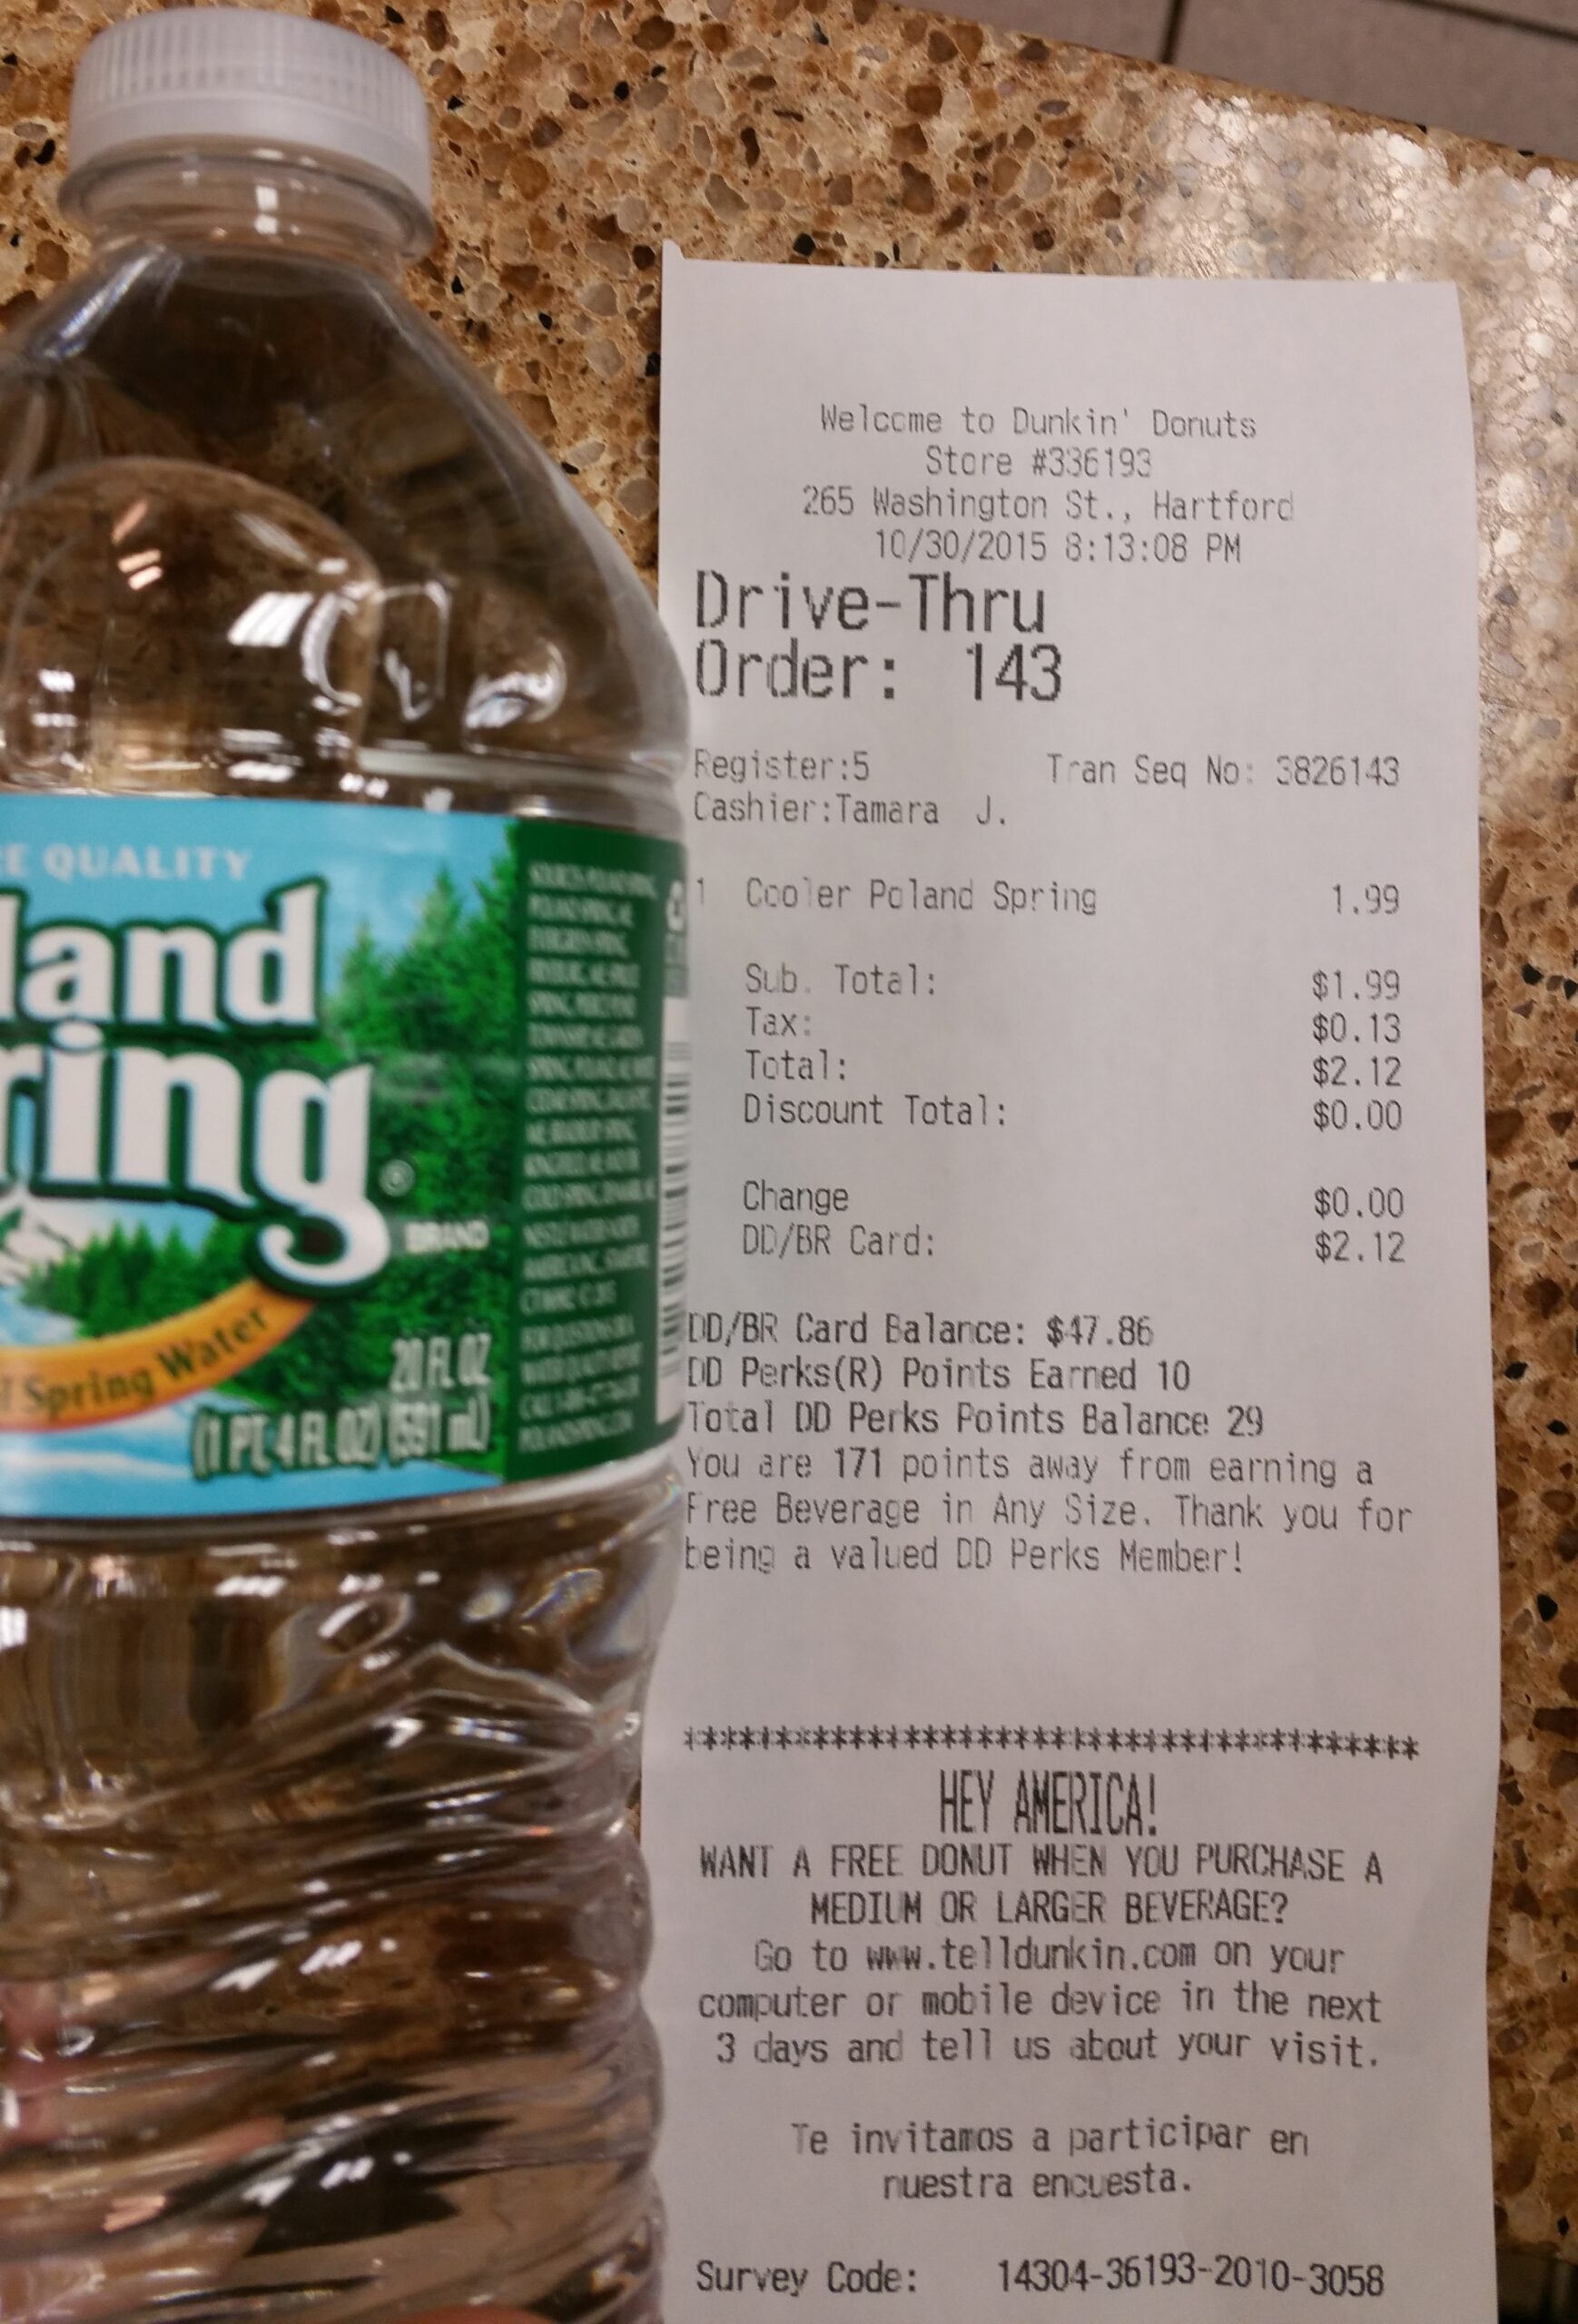 E QUALITY
land
ring
®
BRAND
Spring Water
20 FL OZ
(1 PT, 4 FL OZ) (591 mL)
Welcome to Dunkin' Donuts
Store #336193
265 Washington St., Hartford
10/30/2015 8:13:08 PM
Drive-Thru
Order: 143
Register:5 Tran Seq No: 3826143
Cashier:Tamara J.
1 Cooler Poland Spring 1.99
Sub. Total: $1.99
Tax: $0.13
Total: $2.12
Discount Total: $0.00
Change $0.00
DD/BR Card: $2.12
DD/BR Card Balance: $47.86
DD Perks(R) Points Earned 10
Total DD Perks Points Balance 29
You are 171 points away from earning a
Free Beverage in Any Size. Thank you for
being a valued DD Perks Member!
****************************************
HEY AMERICA!
WANT A FREE DONUT WHEN YOU PURCHASE A
MEDIUM OR LARGER BEVERAGE?
Go to www.telldunkin.com on your
computer or mobile device in the next
3 days and tell us about your visit.
Te invitamos a participar en
nuestra encuesta.
Survey Code: 14304-36193-2010-3058